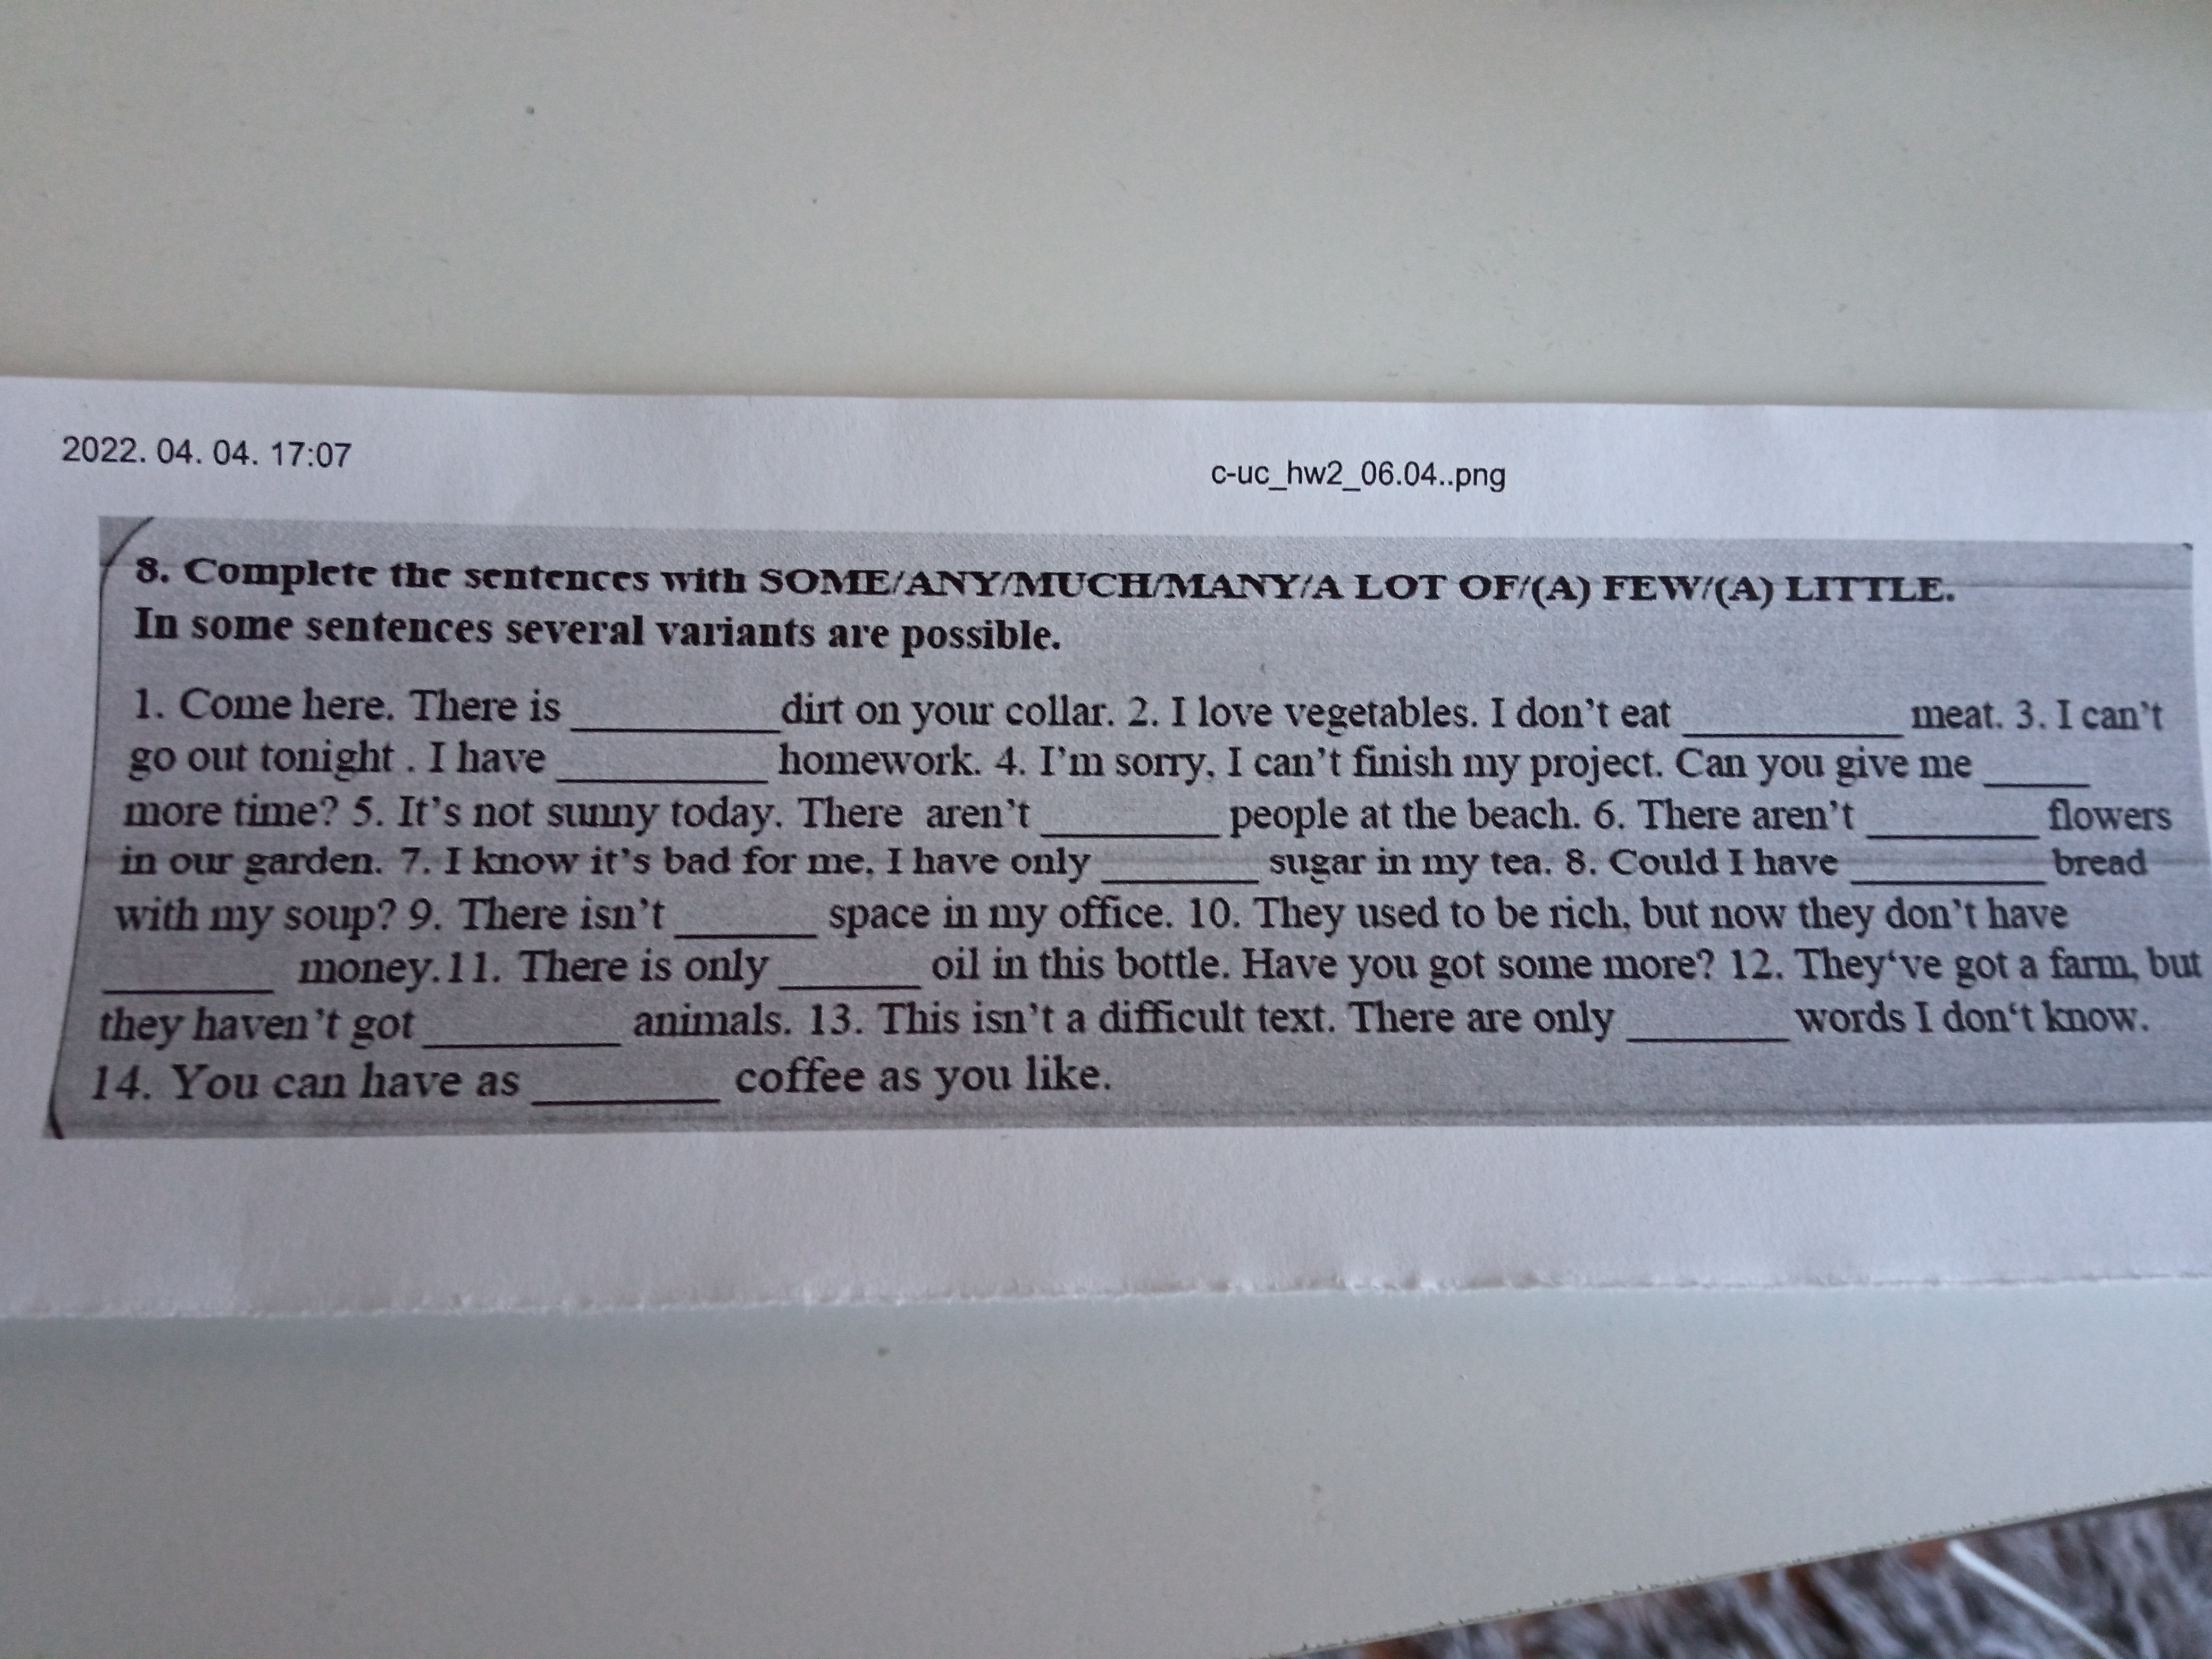 2022. 04. 04. 17:07
c-uc_hw2_06.04..png
8. Complete the sentences with SOME/ANY/MUCH/MANY/A LOT OF/(A) FEW/(A) LITTLE.
In some sentences several variants are possible.
1. Come here. There is __________ dirt on your collar. 2. I love vegetables. I don't eat __________ meat. 3. I can't
go out tonight . I have __________ homework. 4. I'm sorry, I can't finish my project. Can you give me _____
more time? 5. It's not sunny today. There aren't ________ people at the beach. 6. There aren't ________ flowers
in our garden. 7. I know it's bad for me, I have only _______ sugar in my tea. 8. Could I have _________ bread
with my soup? 9. There isn't ______ space in my office. 10. They used to be rich, but now they don't have
________ money.11. There is only ______ oil in this bottle. Have you got some more? 12. They‘ve got a farm, but
they haven't got _________ animals. 13. This isn't a difficult text. There are only _______ words I don‘t know.
14. You can have as ________ coffee as you like.